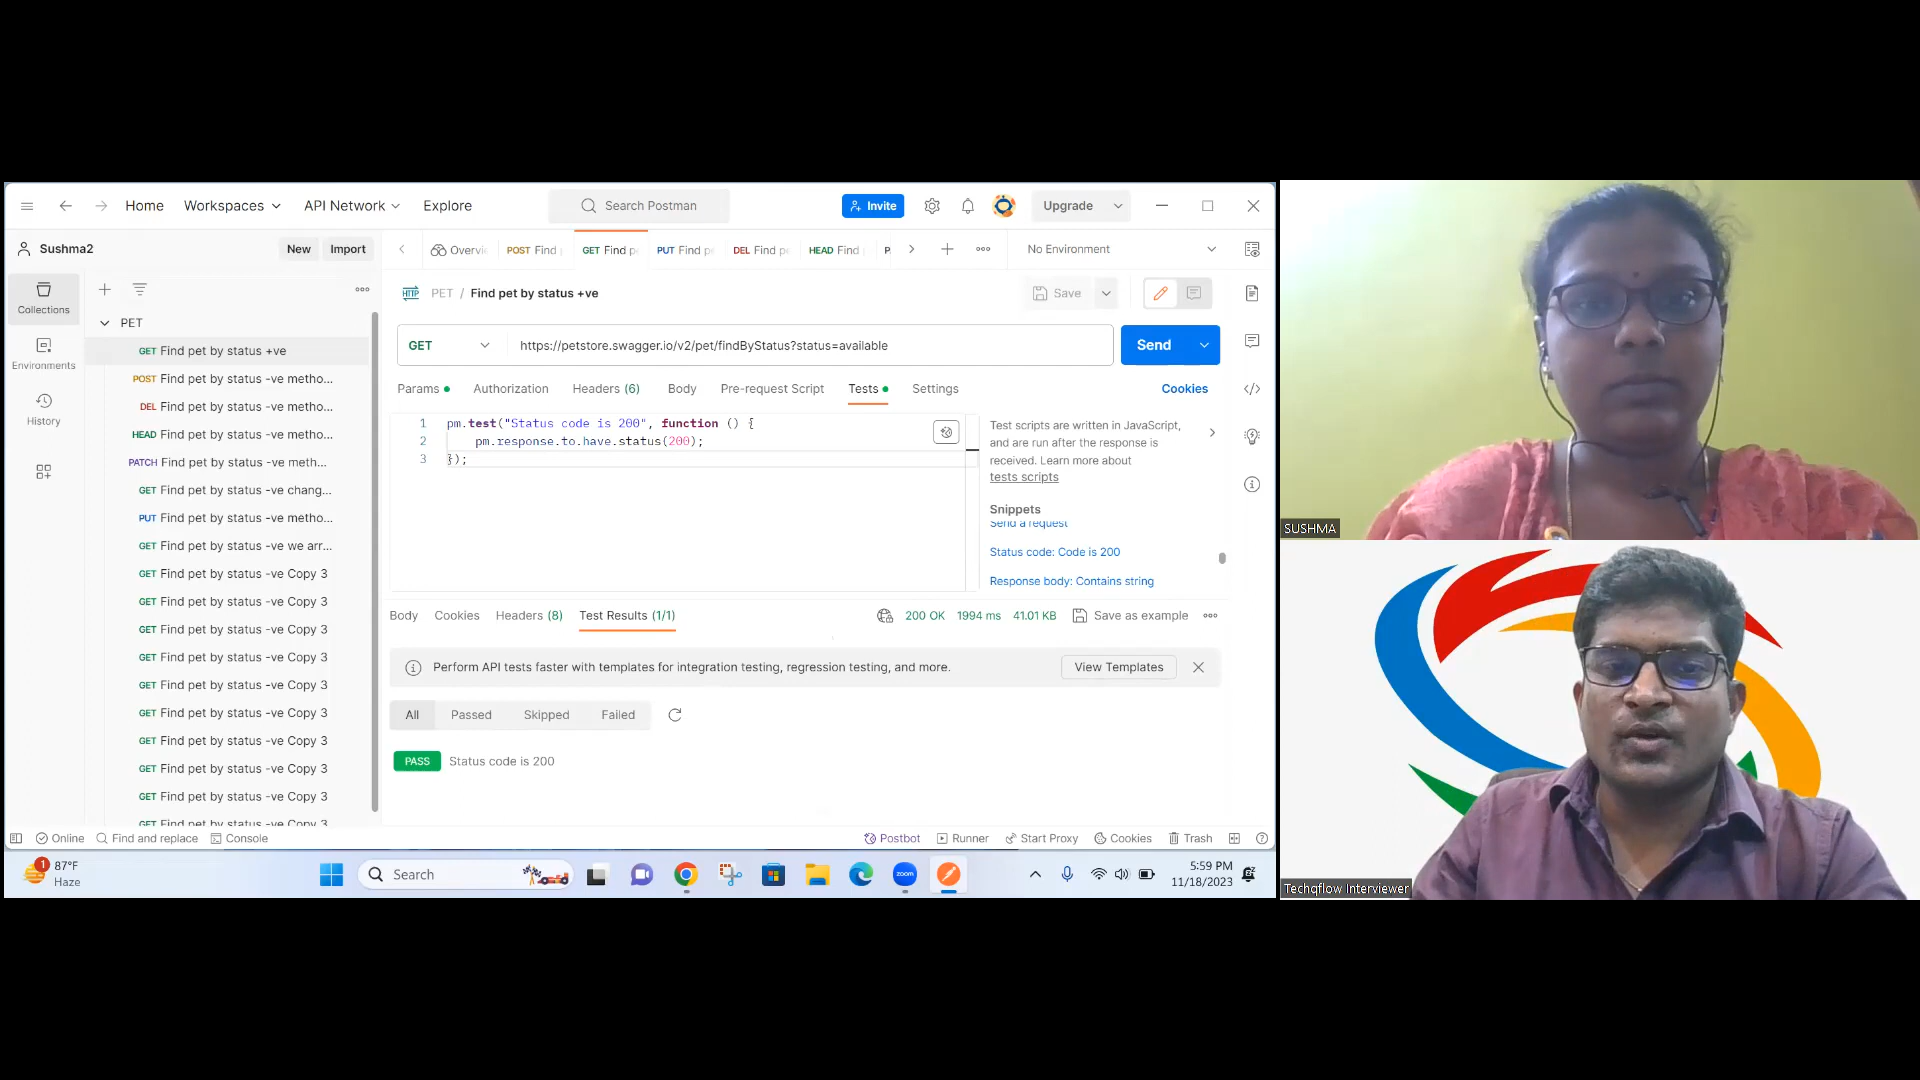 Home
Workspaces
API Network
Explore
Search Postman
Invite
Upgrade
Sushma2
New
Import
Overvi
POST Find
GET Find p
PUT Find p
DEL Find p
HEAD Find
No Environment
Collections
Environments
History
PET
GET Find pet by status +ve
POST Find pet by status -ve metho...
DEL Find pet by status -ve metho...
HEAD Find pet by status -ve metho...
PATCH Find pet by status -ve meth...
GET Find pet by status -ve chang...
PUT Find pet by status -ve metho...
GET Find pet by status -ve we arr...
GET Find pet by status -ve Copy 3
GET Find pet by status -ve Copy 3
GET Find pet by status -ve Copy 3
GET Find pet by status -ve Copy 3
GET Find pet by status -ve Copy 3
GET Find pet by status -ve Copy 3
GET Find pet by status -ve Copy 3
GET Find pet by status -ve Copy 3
GET Find pet by status -ve Copy 3
GET Find pet by status -ve Copy 3
HTTP PET / Find pet by status +ve
Save
GET
https://petstore.swagger.io/v2/pet/findByStatus?status=available
Send
Params
Authorization
Headers (6)
Body
Pre-request Script
Tests
Settings
Cookies
1 pm.test("Status code is 200", function () {
2 pm.response.to.have.status(200);
3 });
Test scripts are written in JavaScript,
and are run after the response is
received. Learn more about
tests scripts
Snippets
Send a request
Status code: Code is 200
Response body: Contains string
Body
Cookies
Headers (8)
Test Results (1/1)
200 OK
1994 ms
41.01 KB
Save as example
Perform API tests faster with templates for integration testing, regression testing, and more.
View Templates
All
Passed
Skipped
Failed
PASS Status code is 200
Online
Find and replace
Console
Postbot
Runner
Start Proxy
Cookies
Trash
1
87°F
Haze
Search
zoom
5:59 PM
11/18/2023
SUSHMA
Techqflow Interviewer